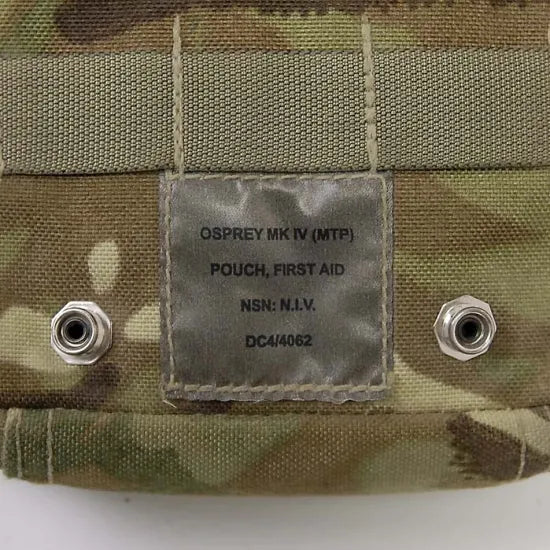 OSPREY MK IV (MTP)
POUCH, FIRST AID
NSN: N.I.V.
DC4/4062